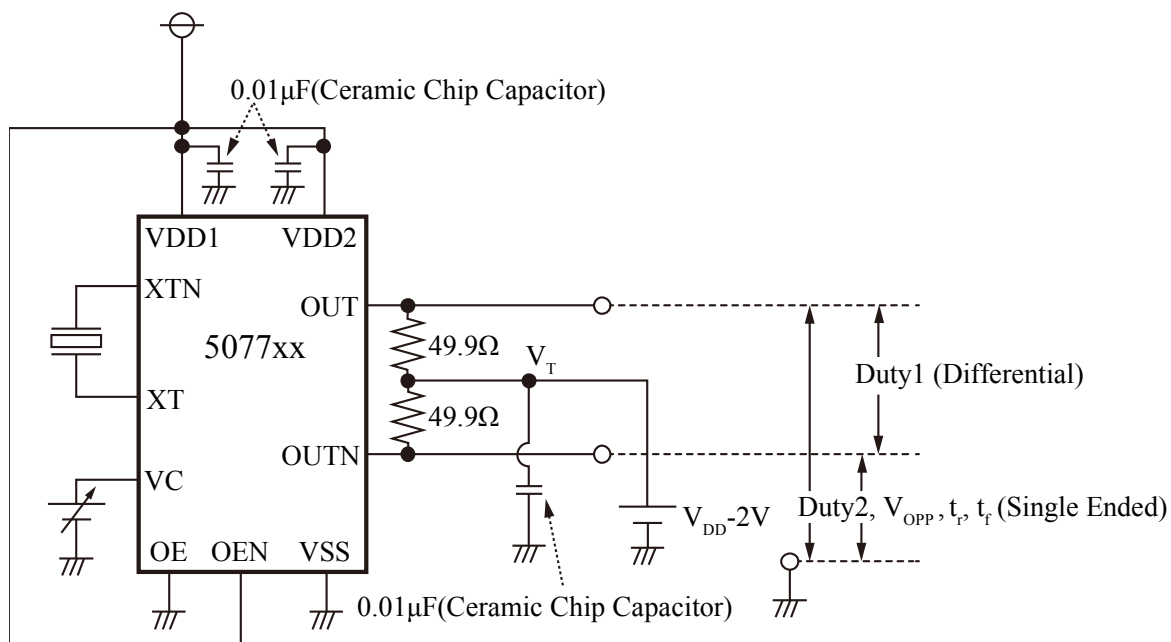 0.01μF(Ceramic Chip Capacitor)
VDD1
VDD2
XTN
OUT
5077xx
49.9Ω
V_T
Duty1 (Differential)
XT
49.9Ω
OUTN
VC
V_DD-2V
Duty2, V_OPP, t_r, t_f (Single Ended)
OE
OEN
VSS
0.01μF(Ceramic Chip Capacitor)